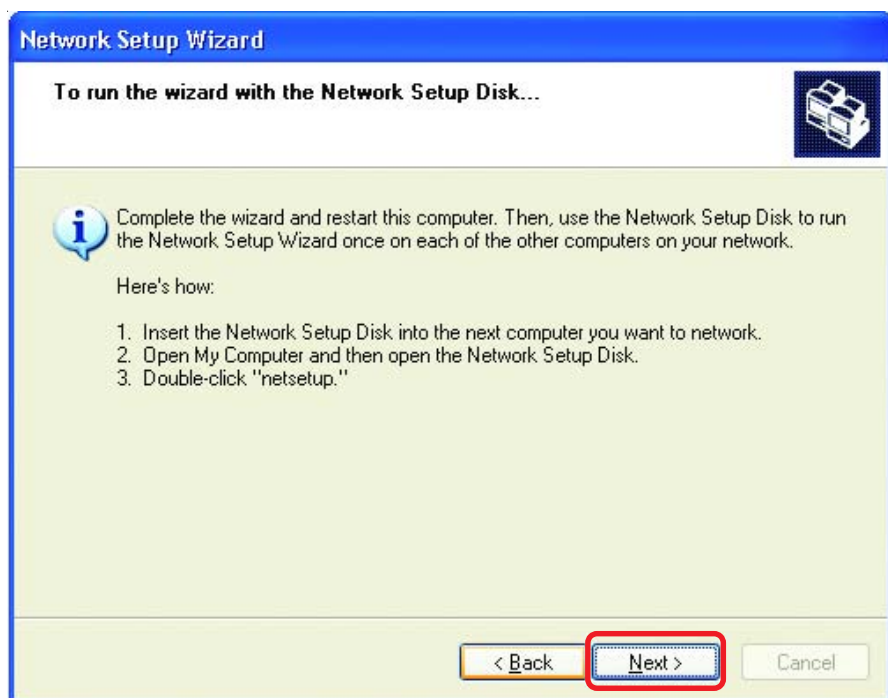 Network Setup Wizard
To run the wizard with the Network Setup Disk...
Complete the wizard and restart this computer. Then, use the Network Setup Disk to run
the Network Setup Wizard once on each of the other computers on your network.
Here's how:
1. Insert the Network Setup Disk into the next computer you want to network.
2. Open My Computer and then open the Network Setup Disk.
3. Double-click "netsetup."
< Back
Next >
Cancel